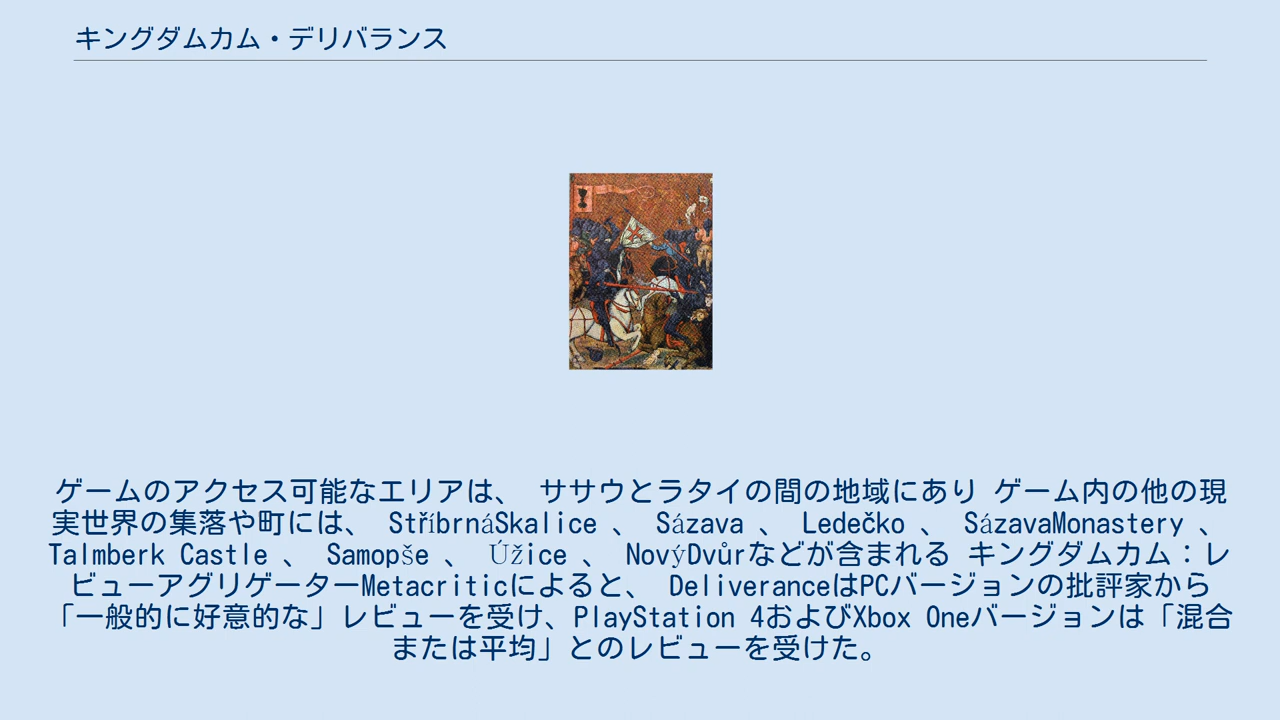 キングダムカム・デリバランス
ゲームのアクセス可能なエリアは、 ササウとラタイの間の地域にあり ゲーム内の他の現
実世界の集落や町には、 StříbrnáSkalice 、 Sázava 、 Ledečko 、 SázavaMonastery 、
Talmberk Castle 、 Samopše 、 Úžice 、 NovýDvůrなどが含まれる キングダムカム：レ
ビューアグリゲーターMetacriticによると、 DeliveranceはPCバージョンの批評家から
「一般的に好意的な」レビューを受け、PlayStation 4およびXbox Oneバージョンは「混合
または平均」とのレビューを受けた。